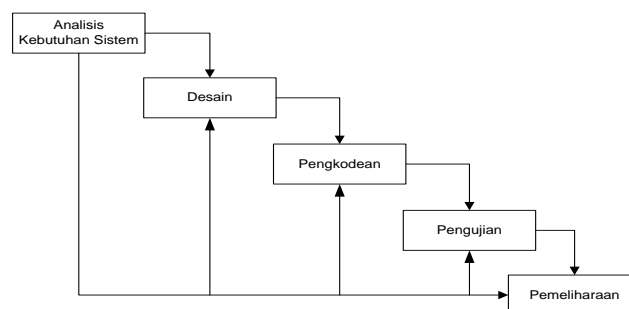 Analisis
Kebutuhan Sistem
Desain
Pengkodean
Pengujian
Pemeliharaan